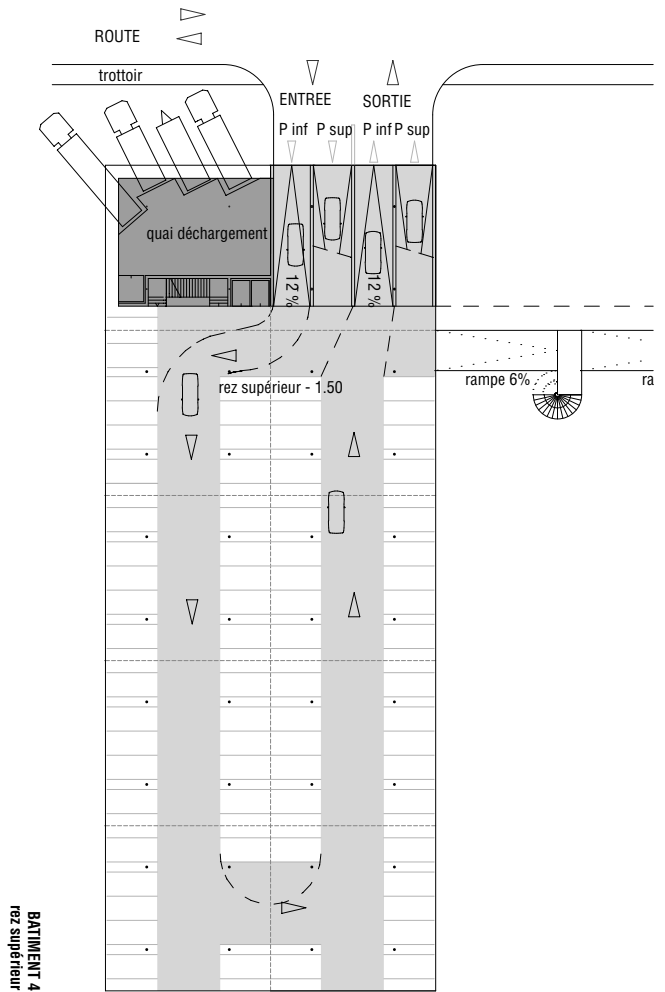 ROUTE
trottoir
ENTREE
SORTIE
P inf
P sup
P inf
P sup
quai déchargement
12 %
12 %
rez supérieur - 1.50
rampe 6%
ra
BATIMENT 4
rez supérieur